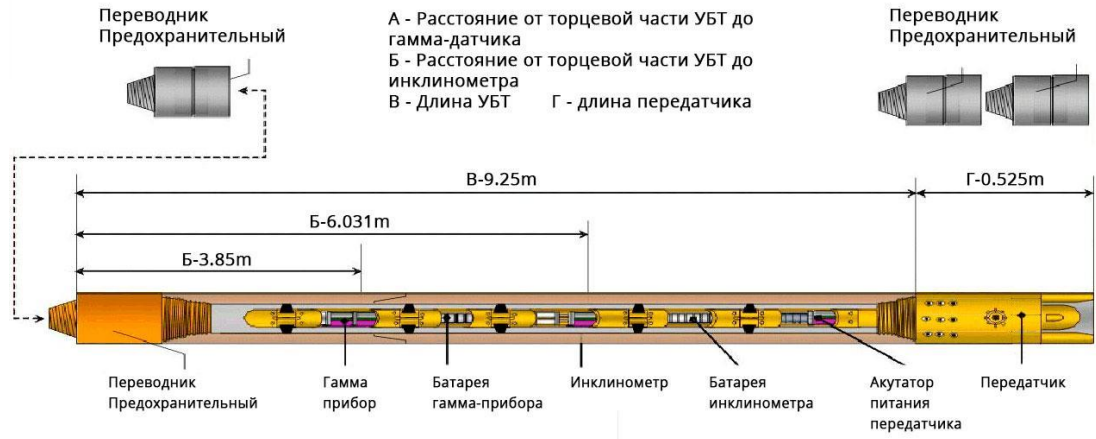 Переводник
Предохранительный
А - Расстояние от торцевой части УБТ до
гамма-датчика
Б - Расстояние от торцевой части УБТ до
инклинометра
В - Длина УБТ Г - длина передатчика
Переводник
Предохранительный
В-9.25m
Г-0.525m
Б-6.031m
Б-3.85m
Переводник
Предохранительный
Гамма
прибор
Батарея
гамма-прибора
Инклинометр
Батарея
инклинометра
Акутатор
питания
передатчика
Передатчик